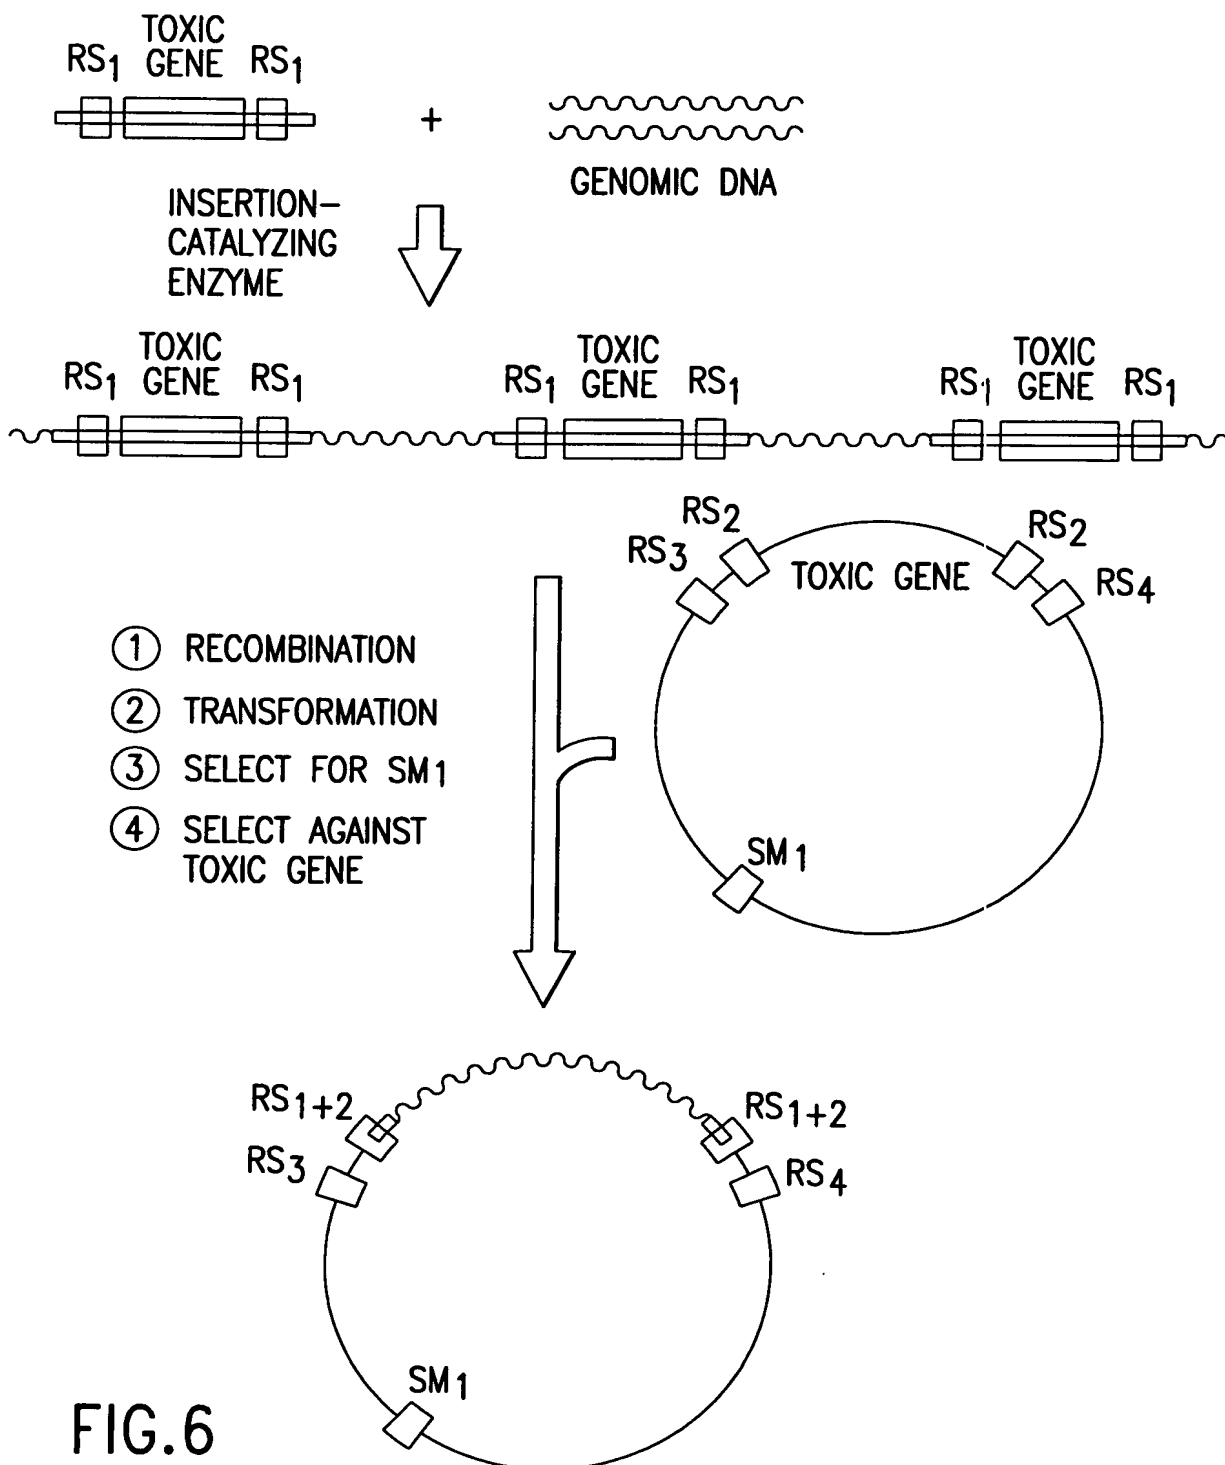 TOXIC
RS1 GENE RS1
+
GENOMIC DNA
INSERTION-
CATALYZING
ENZYME
TOXIC
RS1 GENE RS1
TOXIC
RS1 GENE RS1
TOXIC
RS1 GENE RS1
RS2
RS3
TOXIC GENE
RS2
RS4
SM1
1 RECOMBINATION
2 TRANSFORMATION
3 SELECT FOR SM1
4 SELECT AGAINST
TOXIC GENE
RS1+2
RS3
RS1+2
RS4
SM1
FIG.6